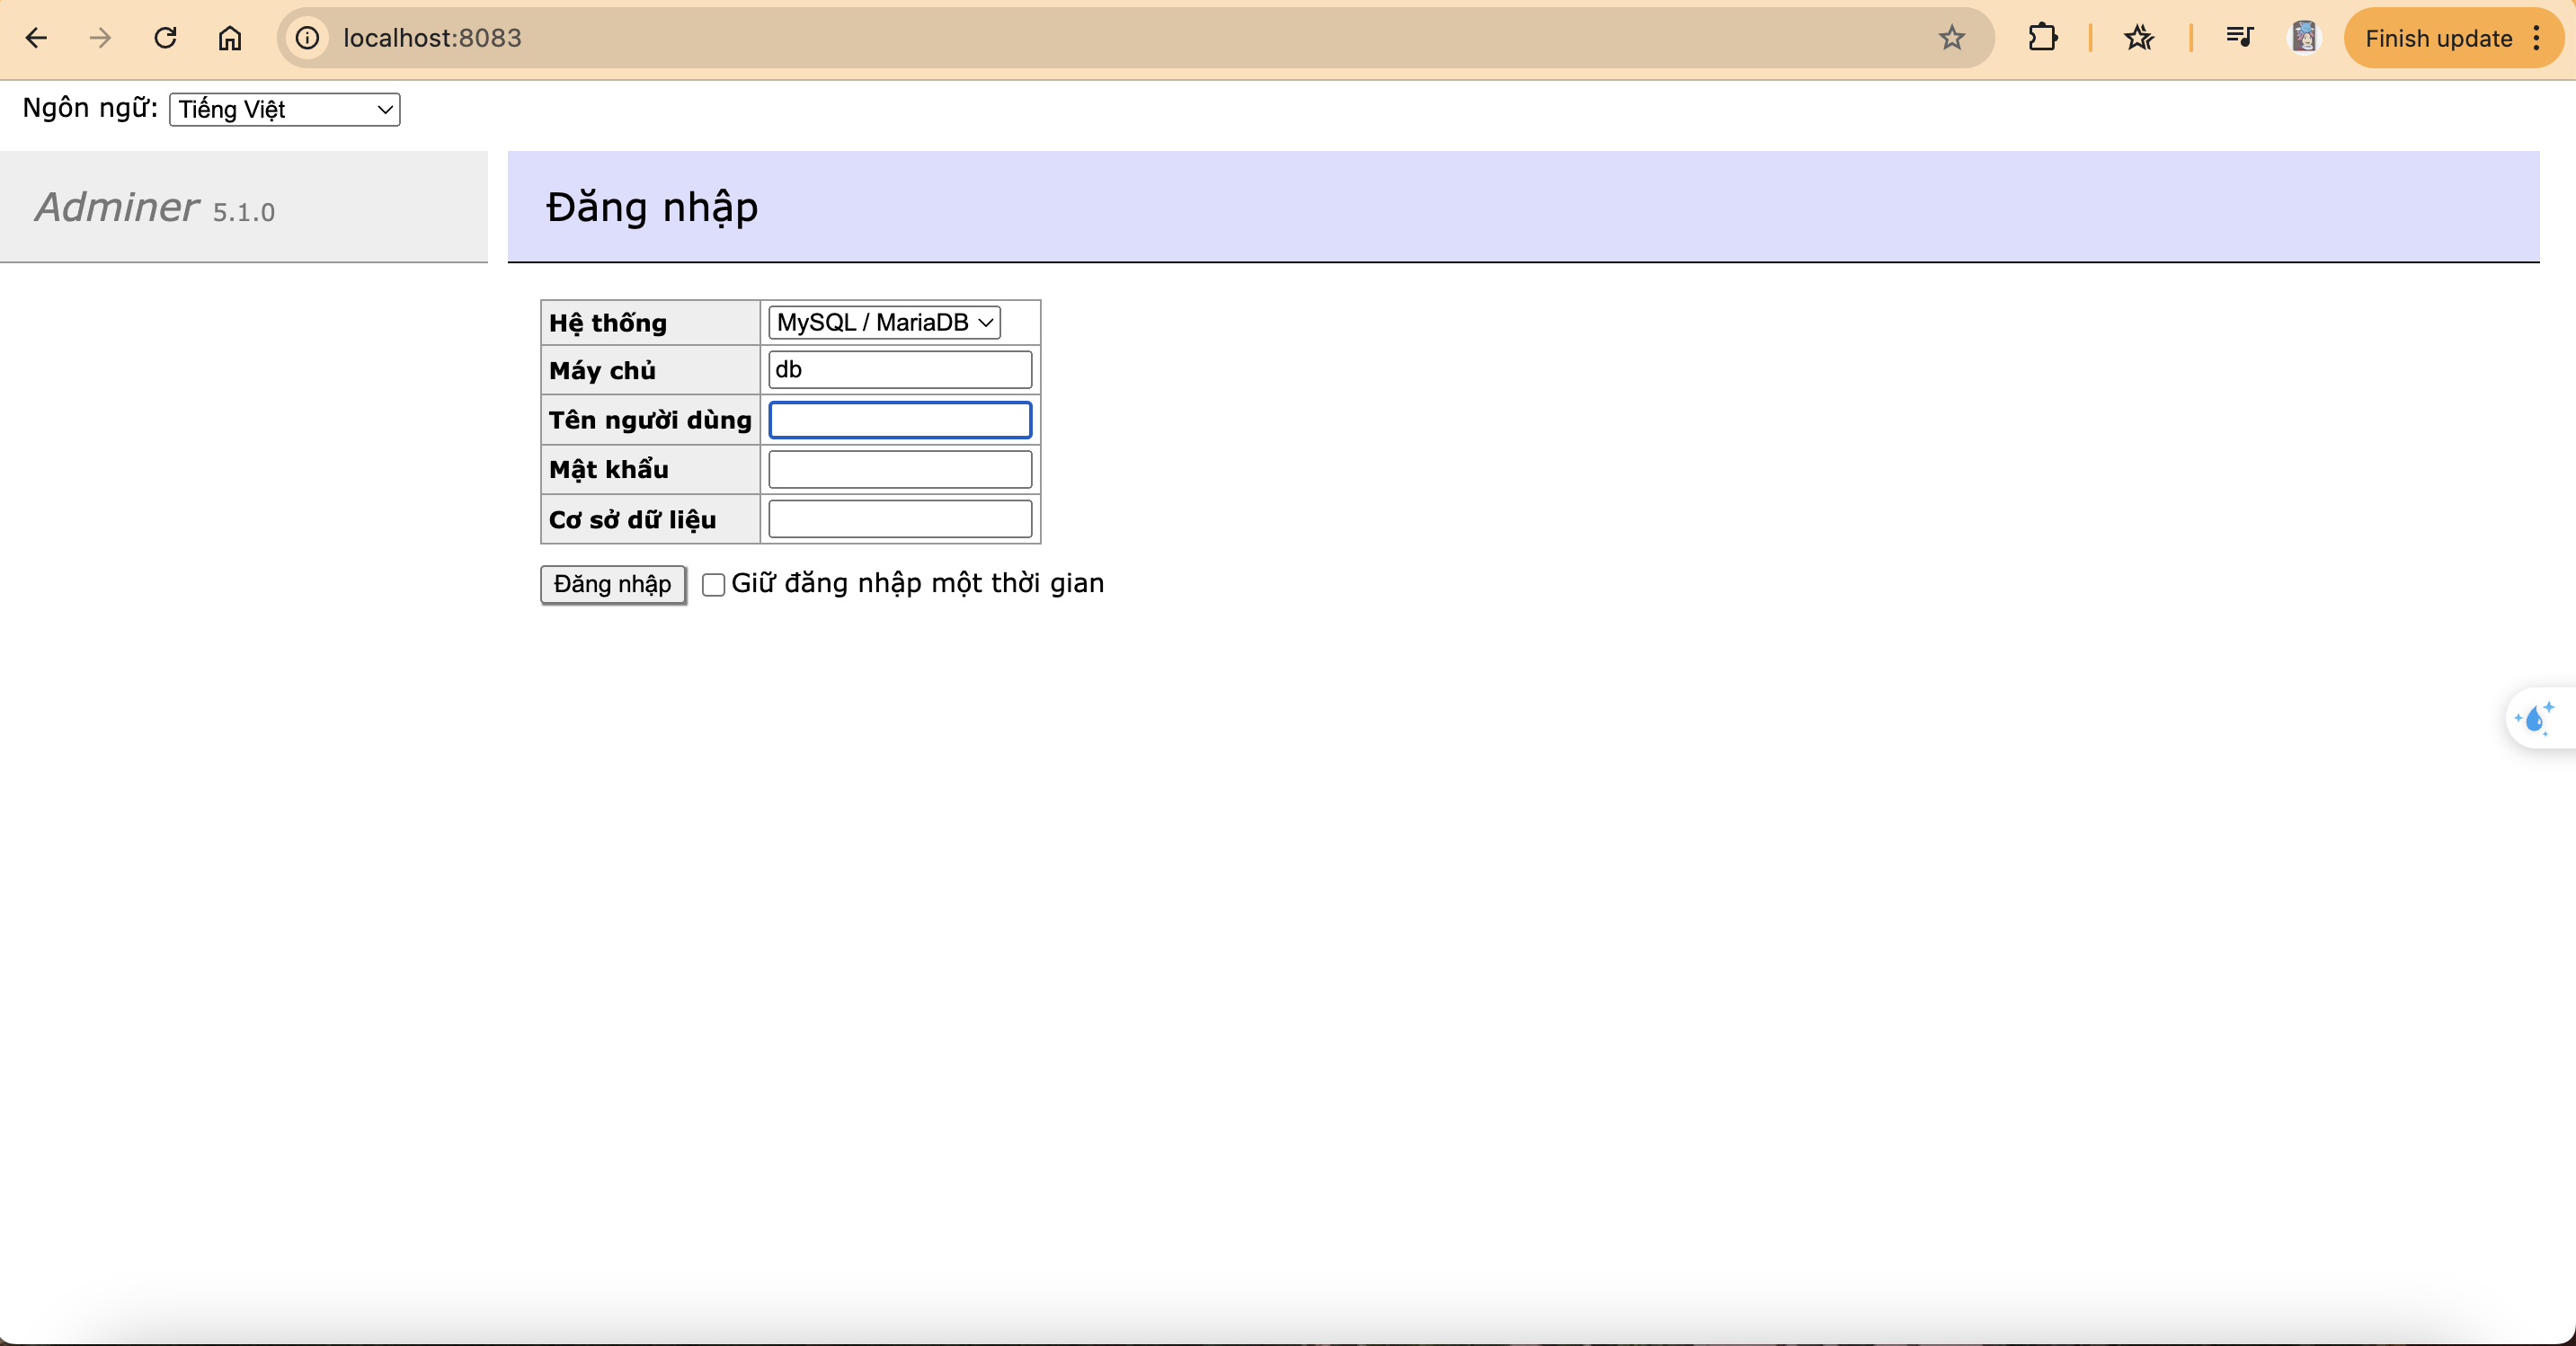 localhost:8083
Finish update
Ngôn ngữ: Tiếng Việt
Adminer 5.1.0
Đăng nhập
Hệ thống MySQL / MariaDB
Máy chủ db
Tên người dùng
Mật khẩu
Cơ sở dữ liệu
Đăng nhập Giữ đăng nhập một thời gian